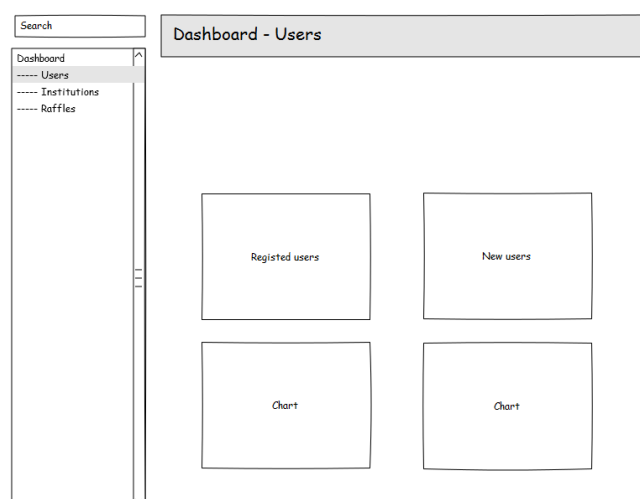 Search
Dashboard - Users
Dashboard
----- Users
----- Institutions
----- Raffles
Registed users
New users
Chart
Chart